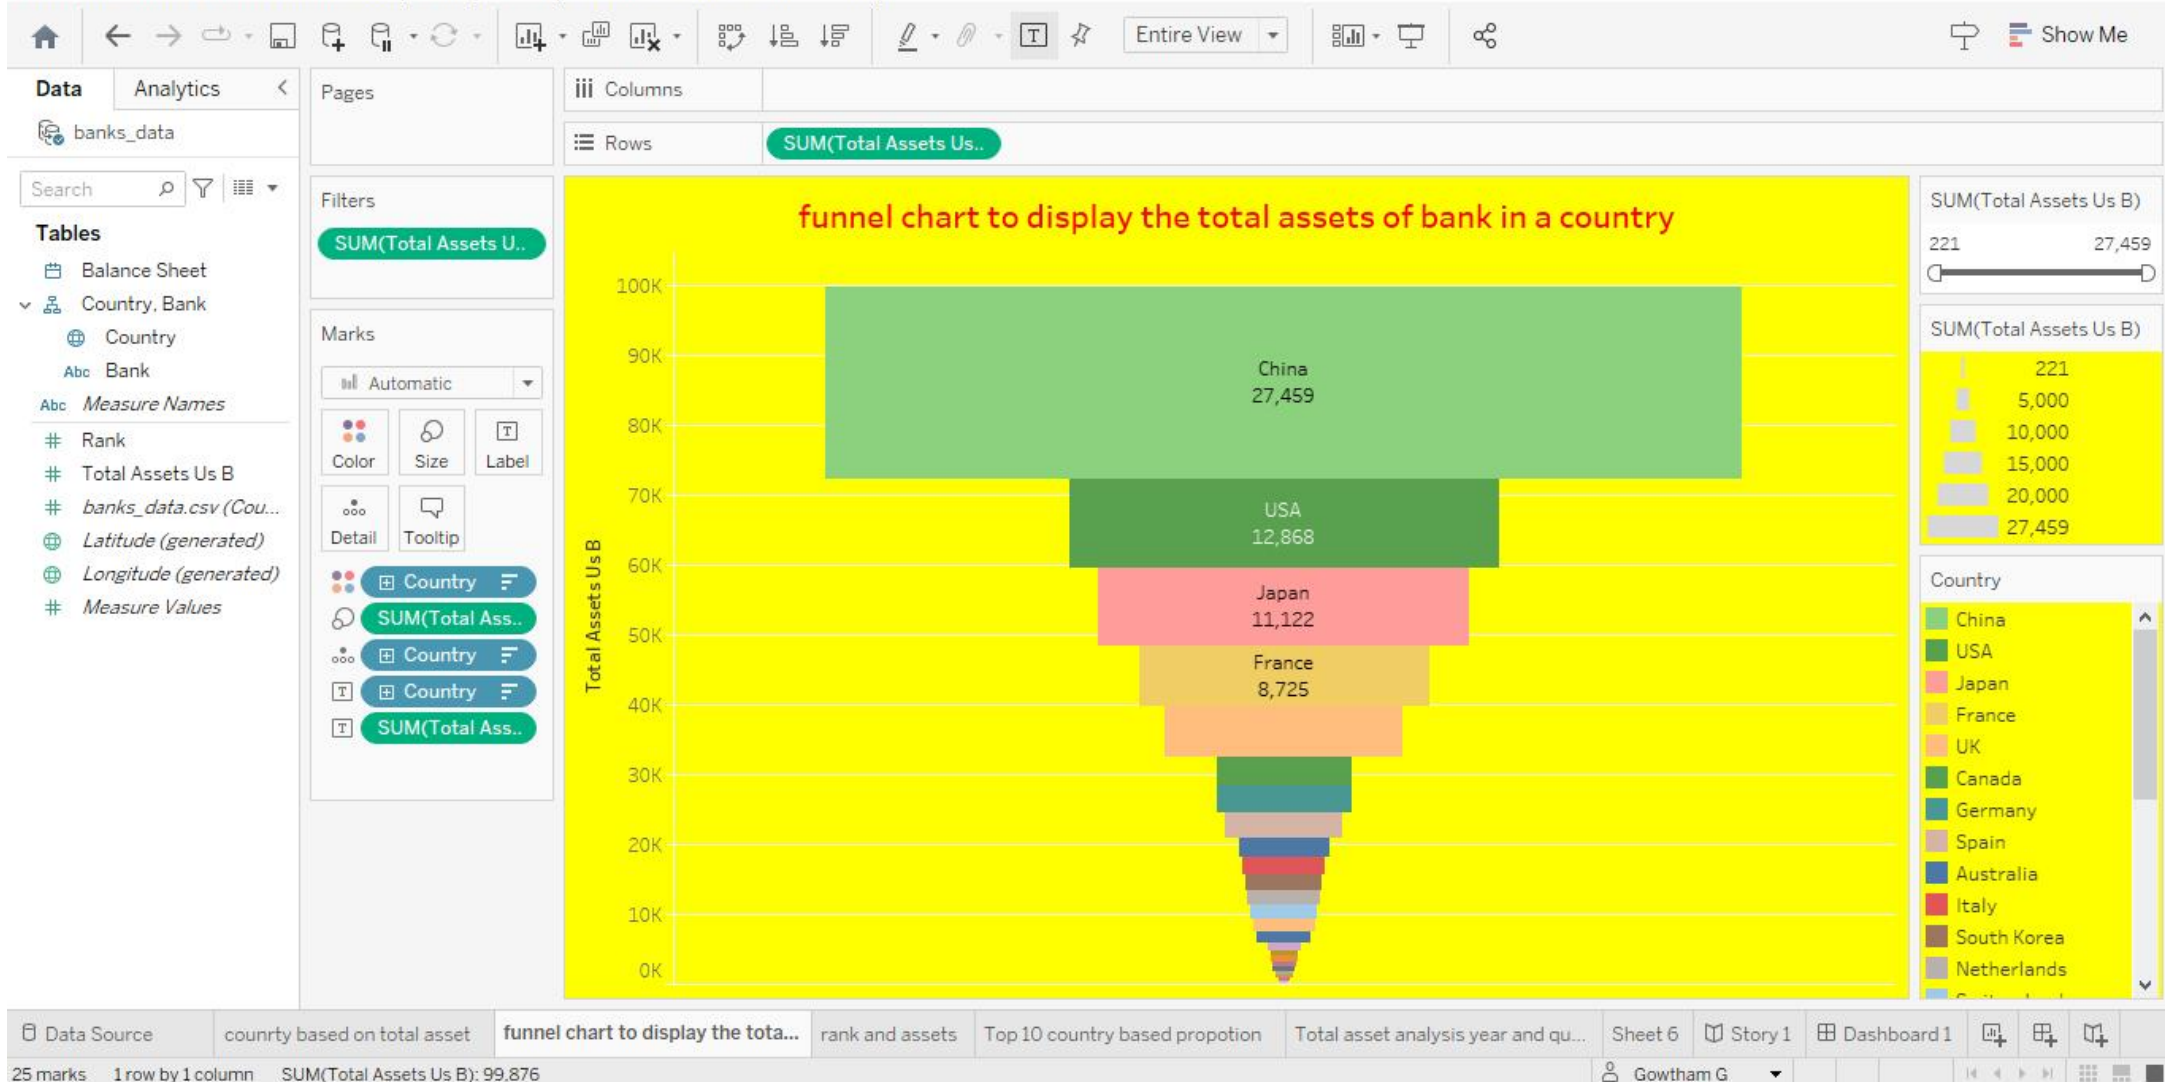 Entire View
Show Me
Data
Analytics
banks_data
Search
Tables
Balance Sheet
Country, Bank
Country
Abc Bank
Abc Measure Names
Rank
Total Assets Us B
banks_data.csv (Cou...
Latitude (generated)
Longitude (generated)
Measure Values
Pages
Filters
SUM(Total Assets U..
Marks
Automatic
Color
Size
Label
Detail
Tooltip
Country
SUM(Total Ass..
Country
Country
SUM(Total Ass..
Columns
Rows
SUM(Total Assets Us..
funnel chart to display the total assets of bank in a country
Total Assets Us B
100K
90K
80K
70K
60K
50K
40K
30K
20K
10K
0K
China
27,459
USA
12,868
Japan
11,122
France
8,725
SUM(Total Assets Us B)
221 27,459
SUM(Total Assets Us B)
221
5,000
10,000
15,000
20,000
27,459
Country
China
USA
Japan
France
UK
Canada
Germany
Spain
Australia
Italy
South Korea
Netherlands
Data Source
counrty based on total asset
funnel chart to display the tota...
rank and assets
Top 10 country based propotion
Total asset analysis year and qu...
Sheet 6
Story 1
Dashboard 1
25 marks 1 row by 1 column SUM(Total Assets Us B): 99,876
Gowtham G